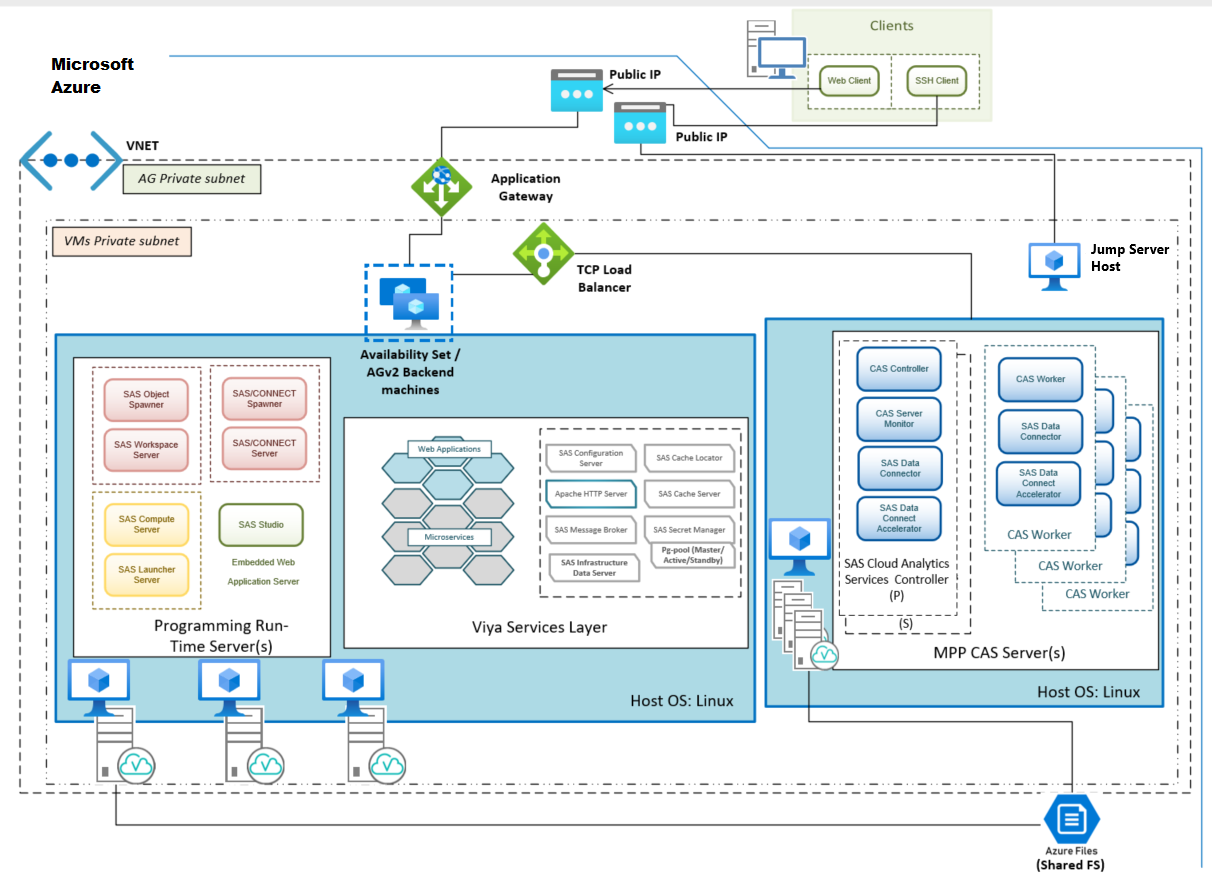 Clients
Microsoft
Azure
Public IP
Web Client
SSH Client
Public IP
VNET
AG Private subnet
Application
Gateway
VMs Private subnet
TCP Load
Balancer
Jump Server
Host
Availability Set /
AGv2 Backend
machines
SAS Object
Spawner
SAS/CONNECT
Spawner
SAS Workspace
Server
SAS/CONNECT
Server
SAS Compute
Server
SAS Studio
SAS Launcher
Server
Embedded Web
Application Server
Programming Run-
Time Server(s)
Web Applications
Microservices
SAS Configuration
Server
SAS Cache Locator
Apache HTTP Server
SAS Cache Server
SAS Message Broker
SAS Secret Manager
SAS Infrastructure
Data Server
Pg-pool (Master/
Active/Standby)
Viya Services Layer
Host OS: Linux
CAS Controller
CAS Server
Monitor
SAS Data
Connector
SAS Data
Connect
Accelerator
SAS Cloud Analytics
Services Controller
(P)
(S)
CAS Worker
SAS Data
Connector
SAS Data
Connect
Accelerator
CAS Worker
CAS Worker
CAS Worker
MPP CAS Server(s)
Host OS: Linux
Azure Files
(Shared FS)